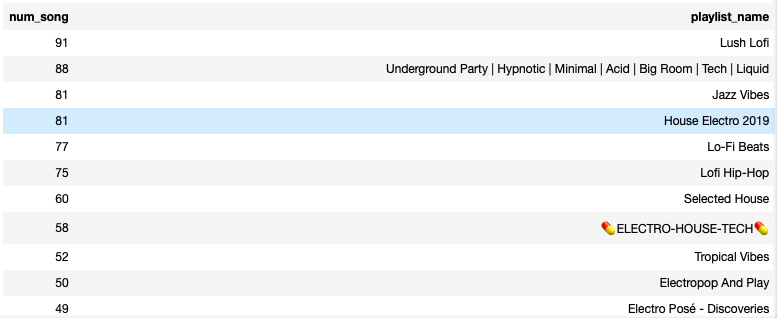 num_song playlist_name
91 Lush Lofi
88 Underground Party | Hypnotic | Minimal | Acid | Big Room | Tech | Liquid
81 Jazz Vibes
81 House Electro 2019
77 Lo-Fi Beats
75 Lofi Hip-Hop
60 Selected House
58 💊ELECTRO-HOUSE-TECH💊
52 Tropical Vibes
50 Electropop And Play
49 Electro Posé - Discoveries